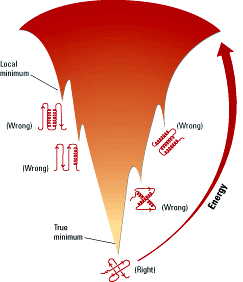 Local
minimum
(Wrong)
(Wrong)
(Wrong)
(Wrong)
Energy
True
minimum
(Right)